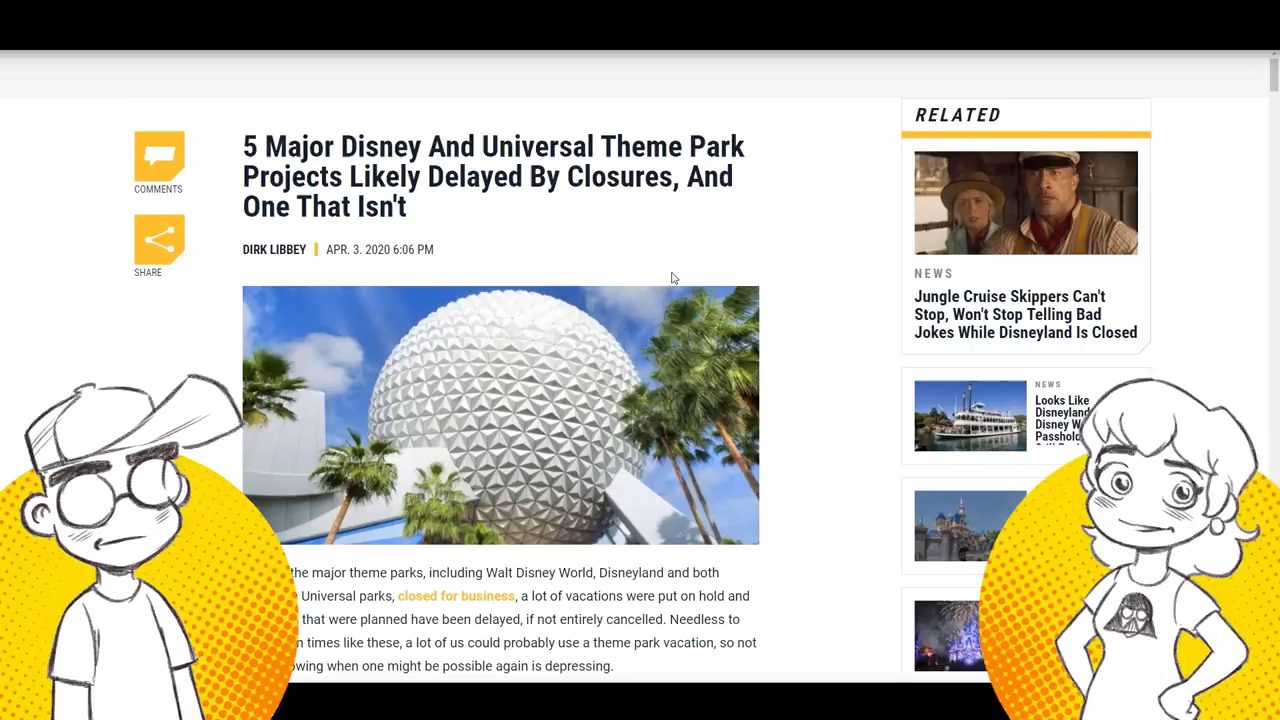 COMMENTS
SHARE
5 Major Disney And Universal Theme Park
Projects Likely Delayed By Closures, And
One That Isn't
DIRK LIBBEY APR. 3. 2020 6:06 PM
the major theme parks, including Walt Disney World, Disneyland and both
Universal parks, closed for business, a lot of vacations were put on hold and
that were planned have been delayed, if not entirely cancelled. Needless to
times like these, a lot of us could probably use a theme park vacation, so not
when one might be possible again is depressing.
RELATED
NEWS
Jungle Cruise Skippers Can't
Stop, Won't Stop Telling Bad
Jokes While Disneyland Is Closed
NEWS
Looks Like
Disneyland
Disney